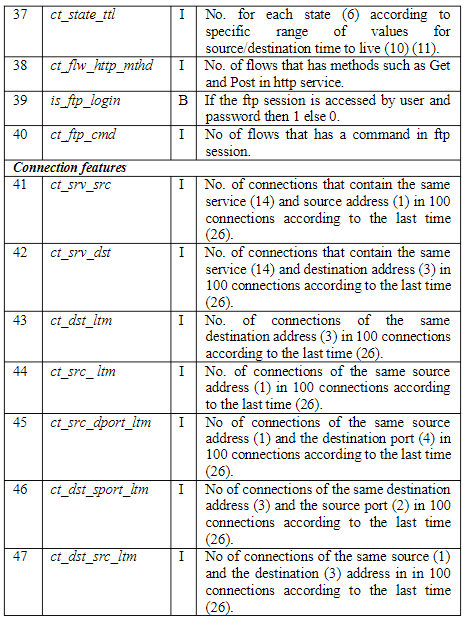 37 ct_state_ttl I No. for each state (6) according to
specific range of values for
source/destination time to live (10) (11).
38 ct_flw_http_mthd I No. of flows that has methods such as Get
and Post in http service.
39 is_ftp_login B If the ftp session is accessed by user and
password then 1 else 0.
40 ct_ftp_cmd I No of flows that has a command in ftp
session.
Connection features
41 ct_srv_src I No. of connections that contain the same
service (14) and source address (1) in 100
connections according to the last time
(26).
42 ct_srv_dst I No. of connections that contain the same
service (14) and destination address (3) in
100 connections according to the last time
(26).
43 ct_dst_ltm I No. of connections of the same
destination address (3) in 100 connections
according to the last time (26).
44 ct_src_ ltm I No. of connections of the same source
address (1) in 100 connections according
to the last time (26).
45 ct_src_dport_ltm I No of connections of the same source
address (1) and the destination port (4) in
100 connections according to the last time
(26).
46 ct_dst_sport_ltm I No of connections of the same destination
address (3) and the source port (2) in 100
connections according to the last time
(26).
47 ct_dst_src_ltm I No of connections of the same source (1)
and the destination (3) address in in 100
connections according to the last time
(26).